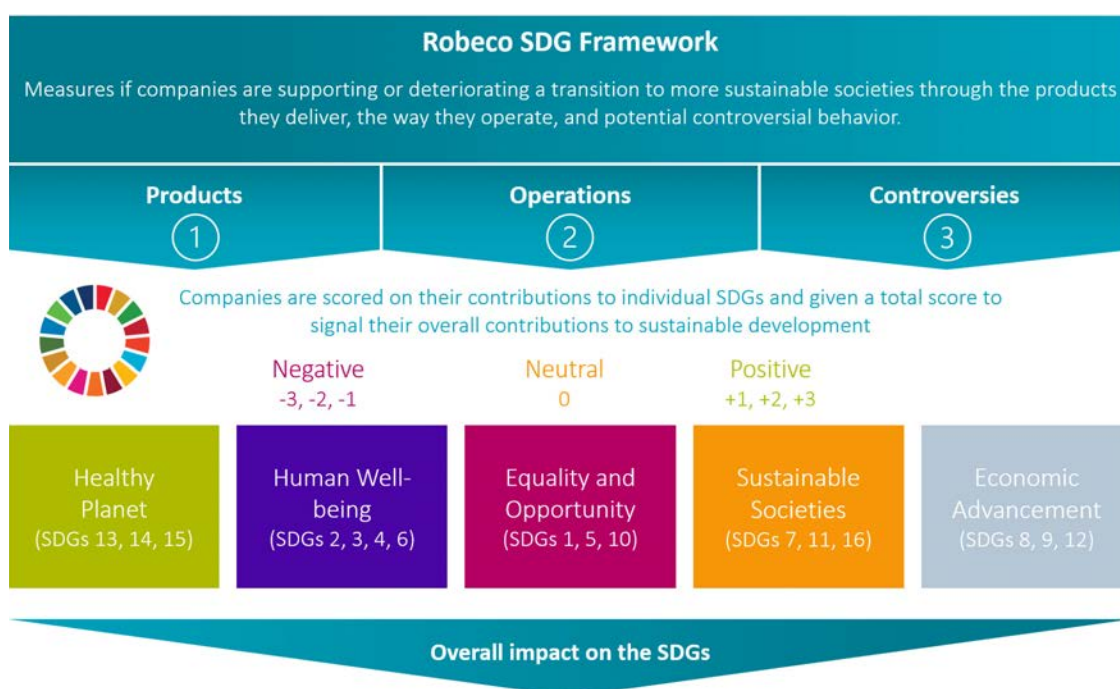 Robeco SDG Framework
Measures if companies are supporting or deteriorating a transition to more sustainable societies through the products
they deliver, the way they operate, and potential controversial behavior.
Products
1
Operations
2
Controversies
3
Companies are scored on their contributions to individual SDGs and given a total score to
signal their overall contributions to sustainable development
Negative
-3, -2, -1
Neutral
0
Positive
+1, +2, +3
Healthy
Planet
(SDGs 13, 14, 15)
Human Well-
being
(SDGs 2, 3, 4, 6)
Equality and
Opportunity
(SDGs 1, 5, 10)
Sustainable
Societies
(SDGs 7, 11, 16)
Economic
Advancement
(SDGs 8, 9, 12)
Overall impact on the SDGs